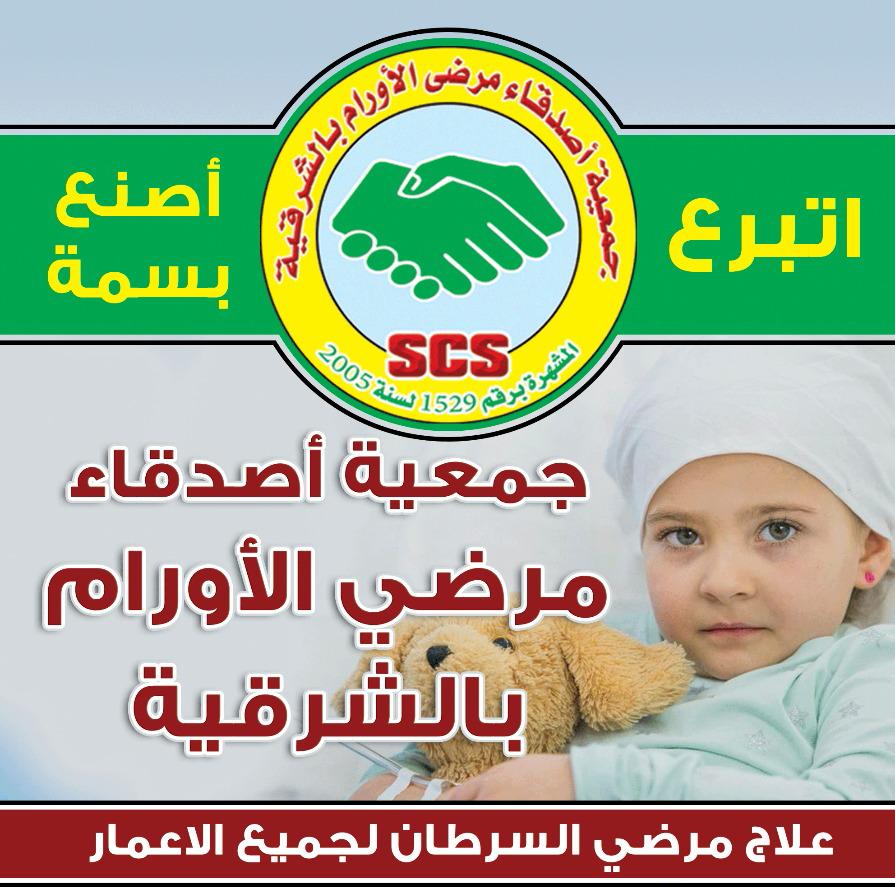 جمعية أصدقاء مرضى الأورام بالشرقية
SCS
المشهرة برقم 1529 لسنة 2005
اتبرع
أصنع
بسمة
جمعية أصدقاء
مرضي الأورام
بالشرقية
علاج مرضي السرطان لجميع الاعمار